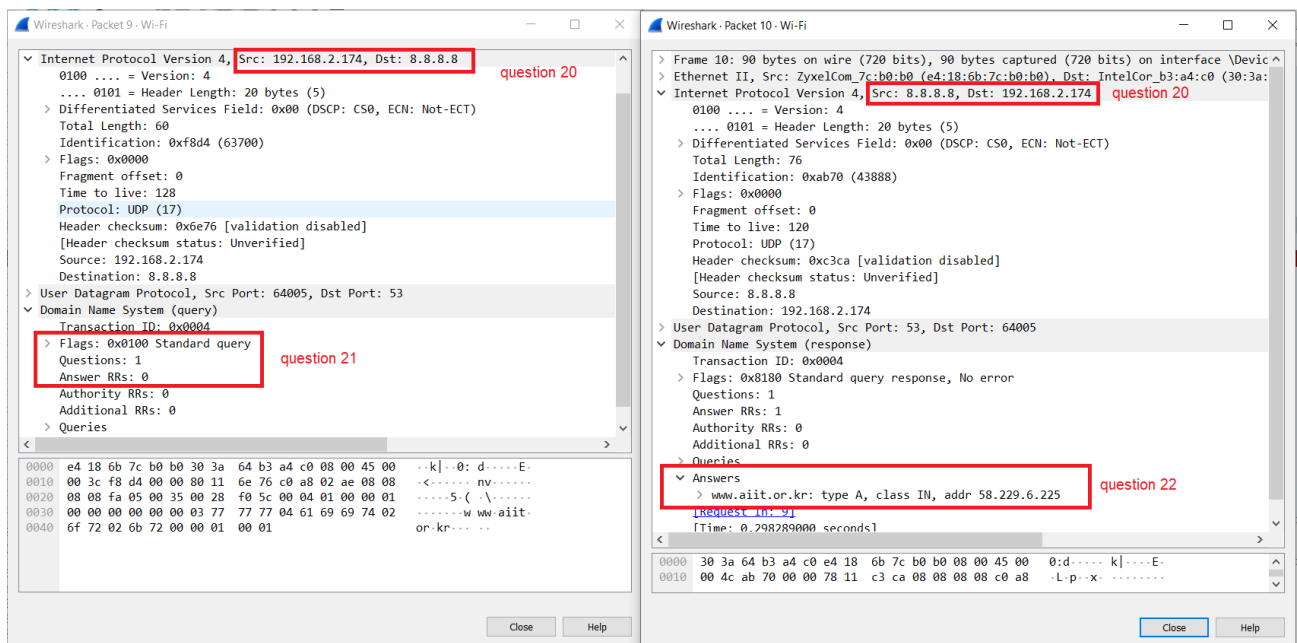 Wireshark · Packet 9 · Wi-Fi
Internet Protocol Version 4, Src: 192.168.2.174, Dst: 8.8.8.8
question 20
0100 .... = Version: 4
.... 0101 = Header Length: 20 bytes (5)
Differentiated Services Field: 0x00 (DSCP: CS0, ECN: Not-ECT)
Total Length: 60
Identification: 0xf8d4 (63700)
Flags: 0x0000
Fragment offset: 0
Time to live: 128
Protocol: UDP (17)
Header checksum: 0x6e76 [validation disabled]
[Header checksum status: Unverified]
Source: 192.168.2.174
Destination: 8.8.8.8
User Datagram Protocol, Src Port: 64005, Dst Port: 53
Domain Name System (query)
Transaction ID: 0x0004
Flags: 0x0100 Standard query
Questions: 1
question 21
Answer RRs: 0
Authority RRs: 0
Additional RRs: 0
Queries
0000 e4 18 6b 7c b0 b0 30 3a 64 b3 a4 c0 08 00 45 00 ··k|··0: d·····E·
0010 00 3c f8 d4 00 00 80 11 6e 76 c0 a8 02 ae 08 08 ·<······ nv······
0020 08 08 fa 05 00 35 00 28 f0 5c 00 04 01 00 00 01 ·····5·( ·\······
0030 00 00 00 00 00 00 03 77 77 77 04 61 69 69 74 02 ·······w ww·aiit·
0040 6f 72 02 6b 72 00 00 01 00 01 or·kr··· ··
Close
Help
Wireshark · Packet 10 · Wi-Fi
Frame 10: 90 bytes on wire (720 bits), 90 bytes captured (720 bits) on interface \Devic
Ethernet II, Src: ZyxelCom_7c:b0:b0 (e4:18:6b:7c:b0:b0), Dst: IntelCor_b3:a4:c0 (30:3a:
Internet Protocol Version 4, Src: 8.8.8.8, Dst: 192.168.2.174
question 20
0100 .... = Version: 4
.... 0101 = Header Length: 20 bytes (5)
Differentiated Services Field: 0x00 (DSCP: CS0, ECN: Not-ECT)
Total Length: 76
Identification: 0xab70 (43888)
Flags: 0x0000
Fragment offset: 0
Time to live: 120
Protocol: UDP (17)
Header checksum: 0xc3ca [validation disabled]
[Header checksum status: Unverified]
Source: 8.8.8.8
Destination: 192.168.2.174
User Datagram Protocol, Src Port: 53, Dst Port: 64005
Domain Name System (response)
Transaction ID: 0x0004
Flags: 0x8180 Standard query response, No error
Questions: 1
Answer RRs: 1
Authority RRs: 0
Additional RRs: 0
Queries
Answers
www.aiit.or.kr: type A, class IN, addr 58.229.6.225
question 22
[Request In: 9]
[Time: 0.298289000 seconds]
0000 30 3a 64 b3 a4 c0 e4 18 6b 7c b0 b0 08 00 45 00 0:d····· k|····E·
0010 00 4c ab 70 00 00 78 11 c3 ca 08 08 08 08 c0 a8 ·L·p··x· ········
Close
Help